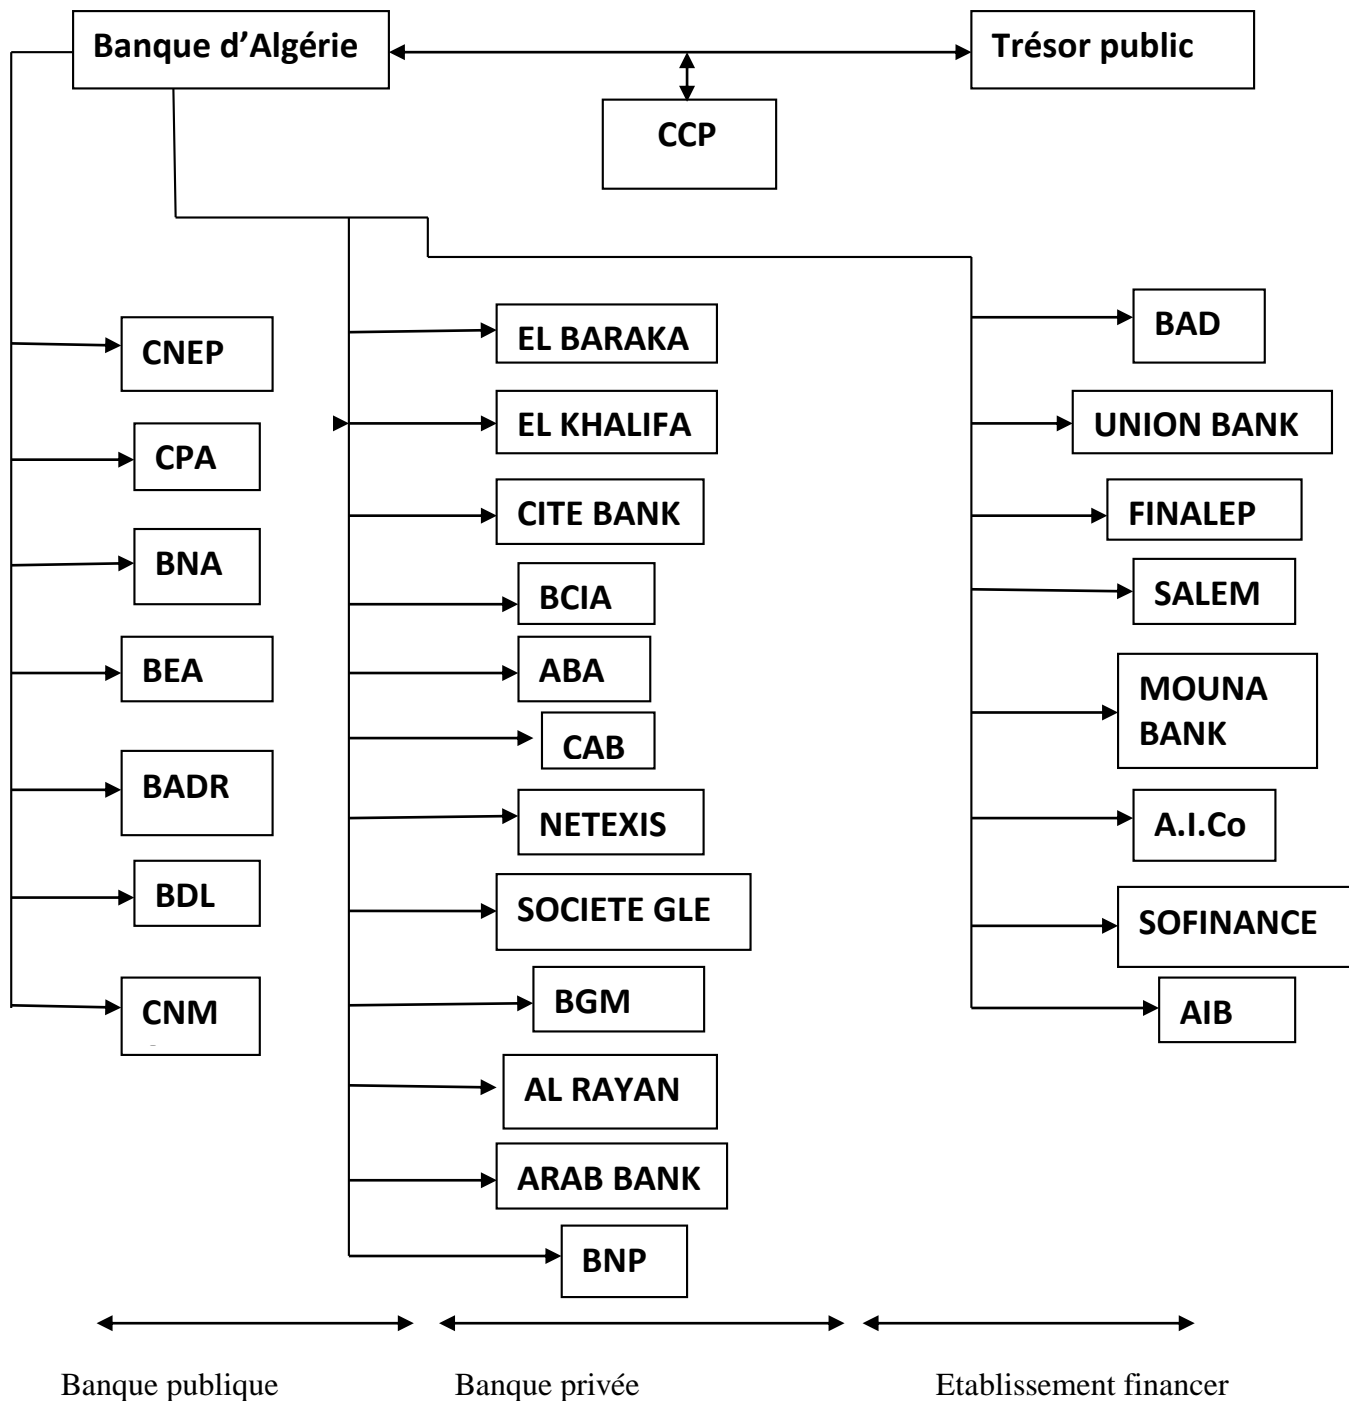 Banque d’Algérie
Trésor public
CCP
CNEP
CPA
BNA
BEA
BADR
BDL
CNM
EL BARAKA
EL KHALIFA
CITE BANK
BCIA
ABA
CAB
NETEXIS
SOCIETE GLE
BGM
AL RAYAN
ARAB BANK
BNP
BAD
UNION BANK
FINALEP
SALEM
MOUNA
BANK
A.I.Co
SOFINANCE
AIB
Banque publique
Banque privée
Etablissement financer